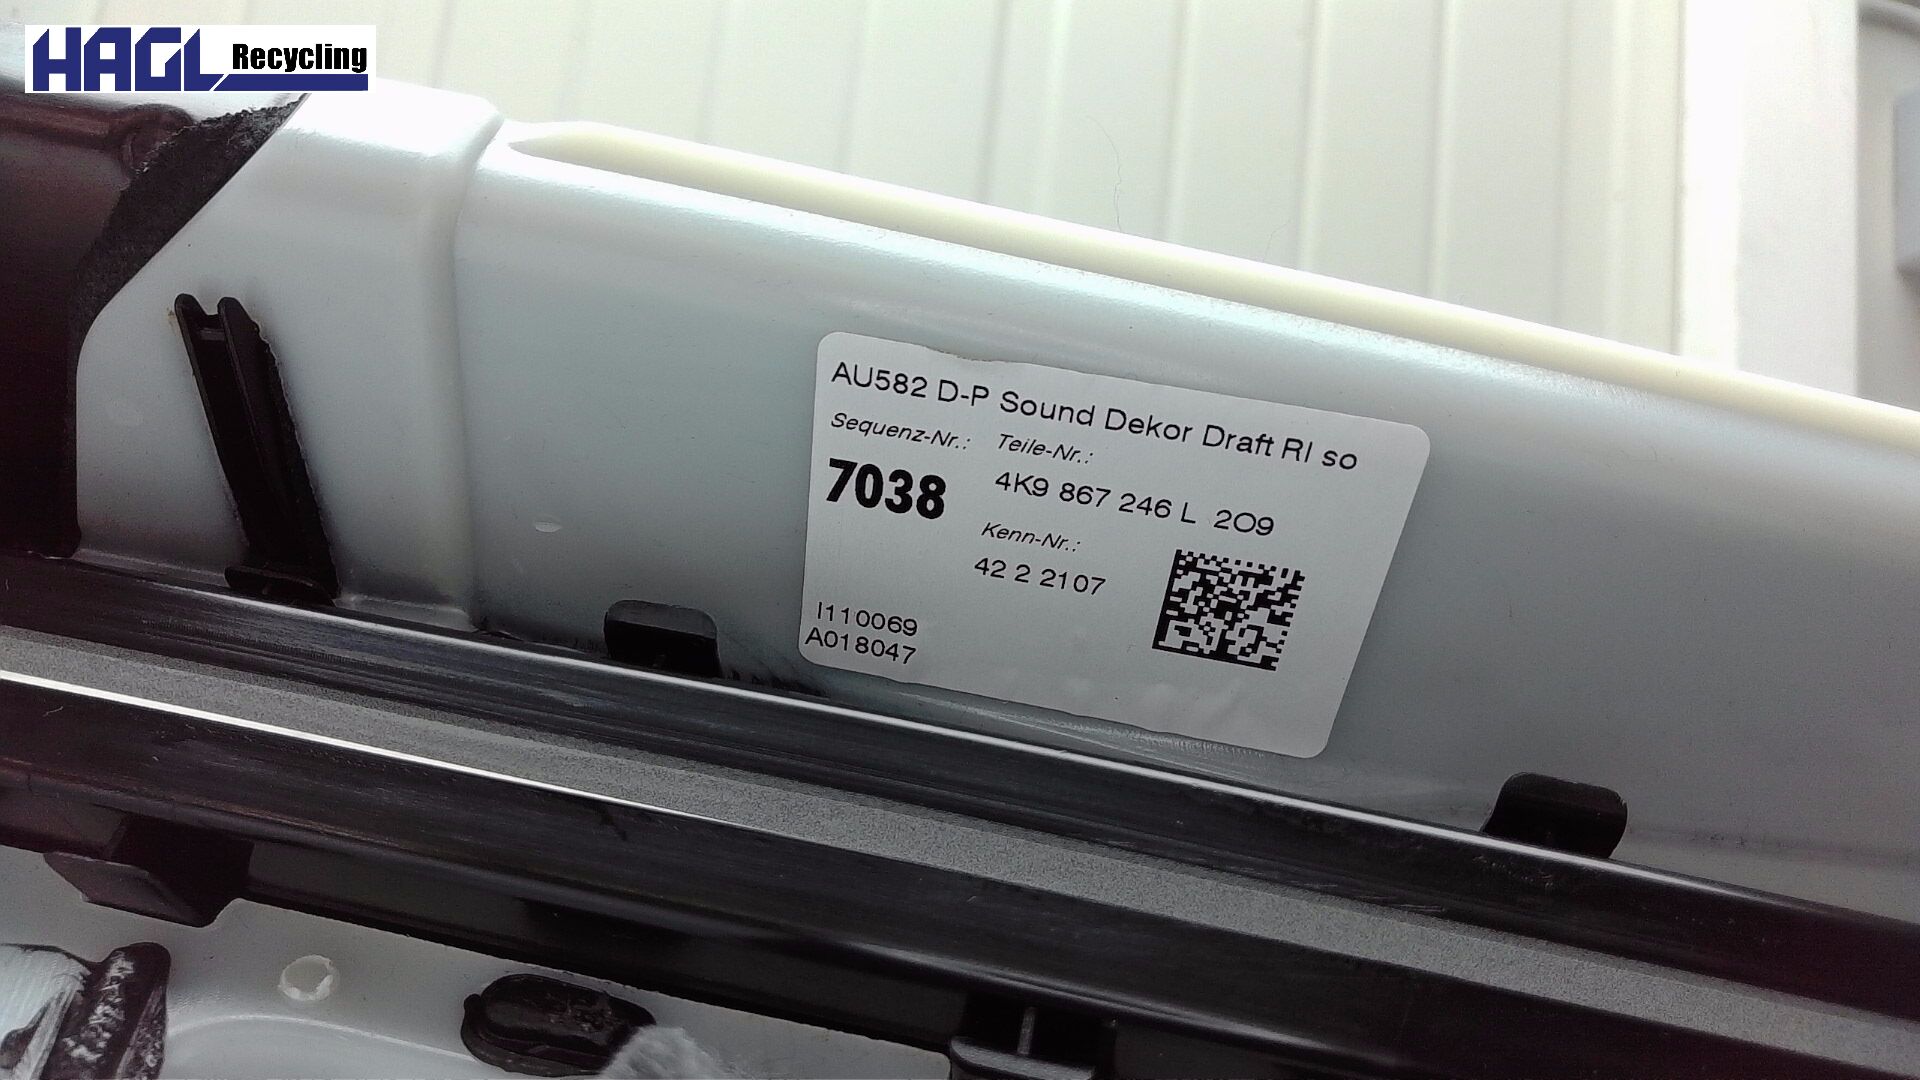 HAGL Recycling
AU582 D-P Sound Dekor Draft RI so
Sequenz-Nr.: Teile-Nr.:
7038 4K9 867 246 L 2O9
Kenn-Nr.:
42 2 2107
I110069
A018047